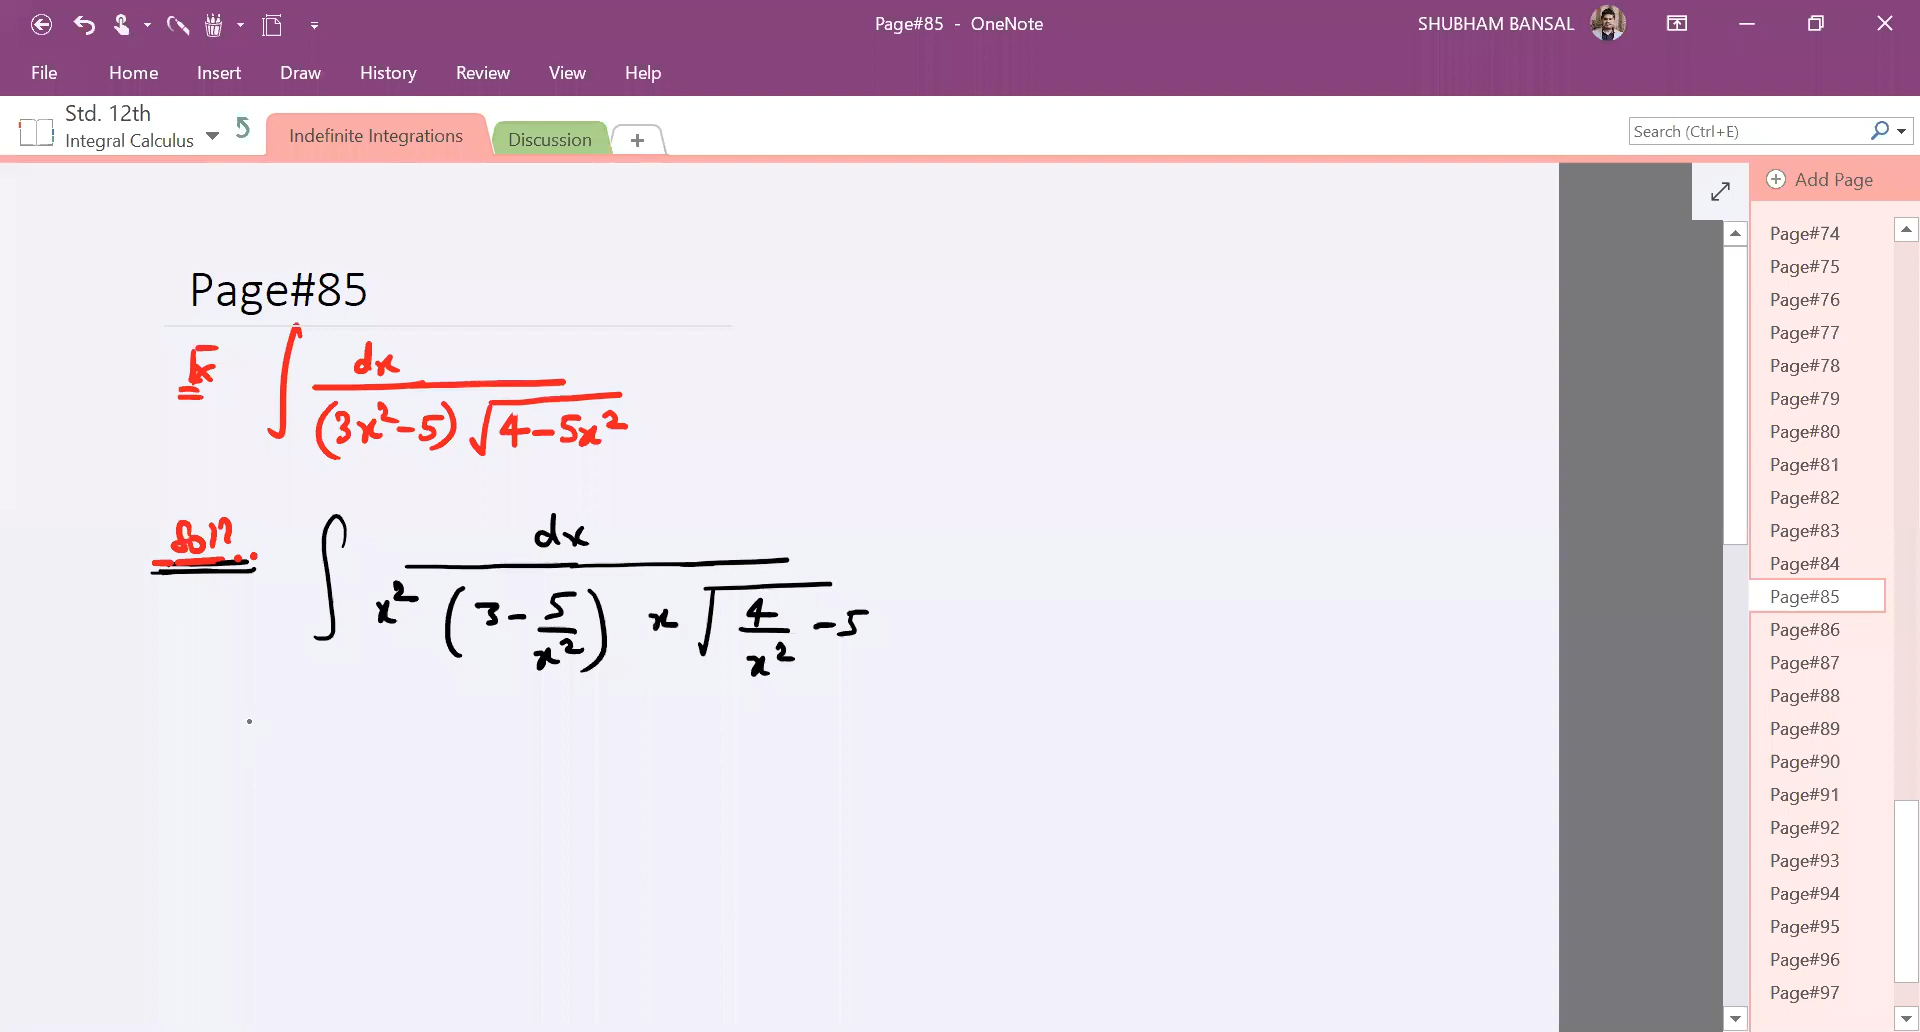 Page#85 - OneNote
SHUBHAM BANSAL
File Home Insert Draw History Review View Help
Std. 12th
Integral Calculus
Indefinite Integrations
Discussion
+
Search (Ctrl+E)
Add Page
Page#74
Page#75
Page#76
Page#77
Page#78
Page#79
Page#80
Page#81
Page#82
Page#83
Page#84
Page#85
Page#86
Page#87
Page#88
Page#89
Page#90
Page#91
Page#92
Page#93
Page#94
Page#95
Page#96
Page#97
Page#85
Ex ∫ dx / (3x² - 5) √(4 - 5x²)
Solⁿ. ∫ dx / x² (3 - 5/x²) x √(4/x² - 5)